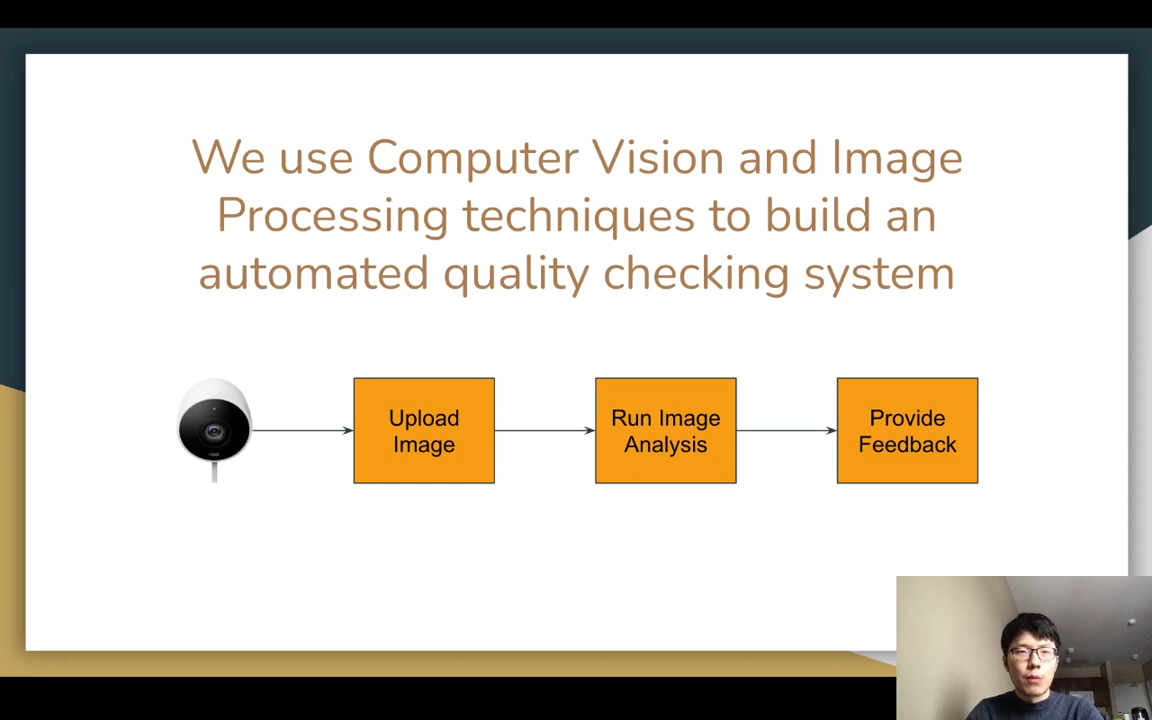 We use Computer Vision and Image
Processing techniques to build an
automated quality checking system
Upload
Image
Run Image
Analysis
Provide
Feedback